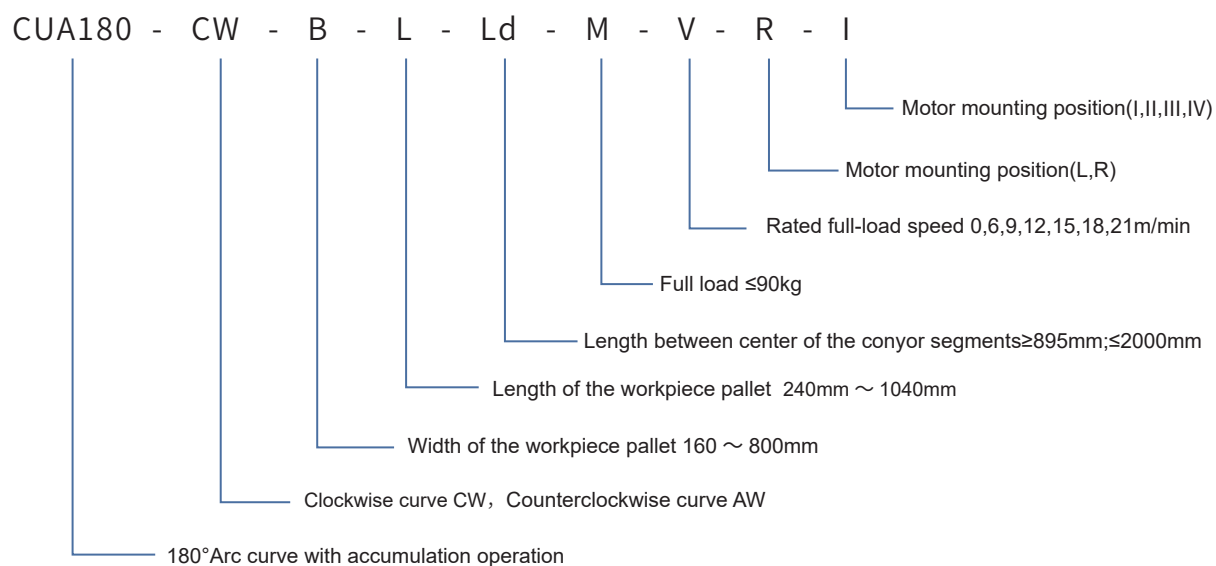 CUA180 - CW - B - L - Ld - M - V - R - I
Motor mounting position(I,II,III,IV)
Motor mounting position(L,R)
Rated full-load speed 0,6,9,12,15,18,21m/min
Full load ≤90kg
Length between center of the conyor segments≥895mm;≤2000mm
Length of the workpiece pallet 240mm ～ 1040mm
Width of the workpiece pallet 160 ～ 800mm
Clockwise curve CW，Counterclockwise curve AW
180°Arc curve with accumulation operation